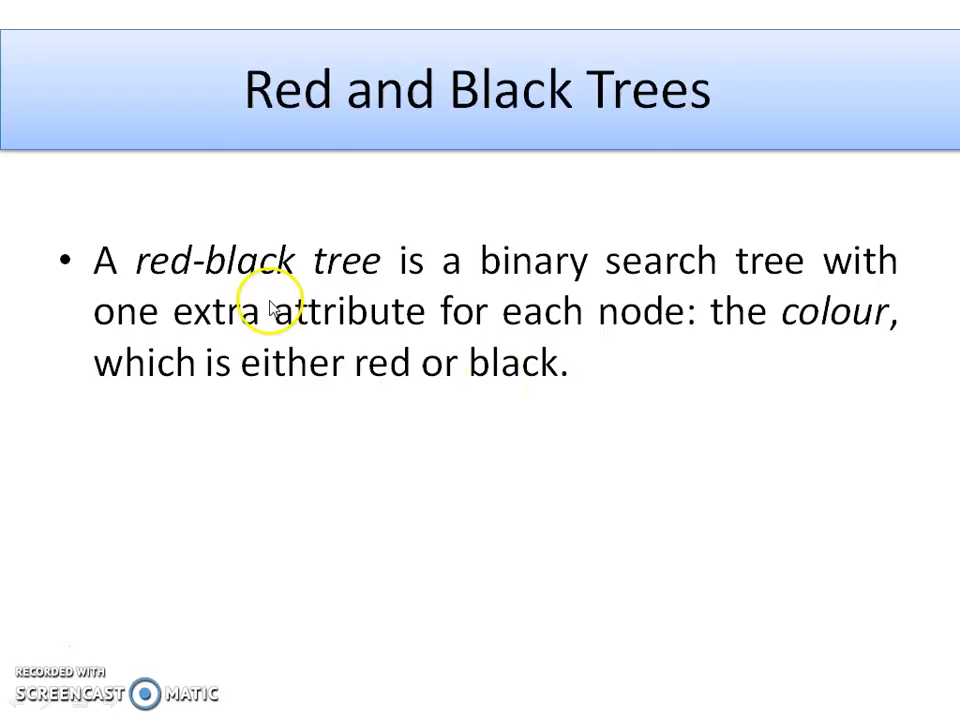 Red and Black Trees
• A red-black tree is a binary search tree with
one extra attribute for each node: the colour,
which is either red or black.
RECORDED WITH
SCREENCAST MATIC